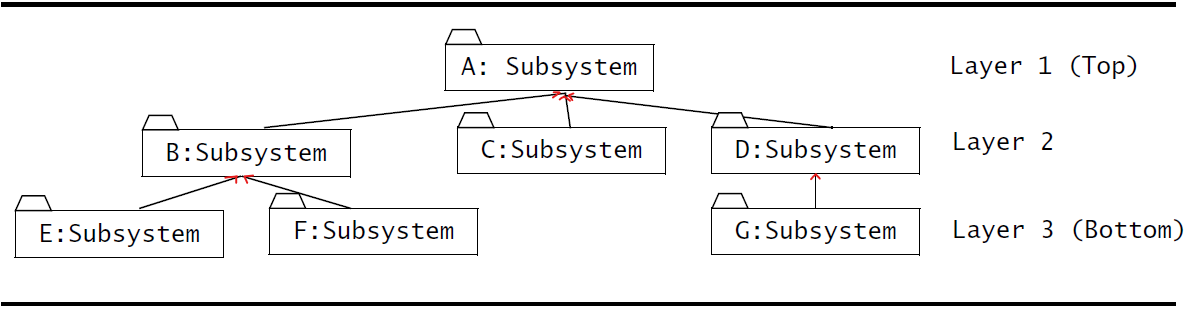 A: Subsystem
Layer 1 (Top)
B:Subsystem
C:Subsystem
D:Subsystem
Layer 2
E:Subsystem
F:Subsystem
G:Subsystem
Layer 3 (Bottom)